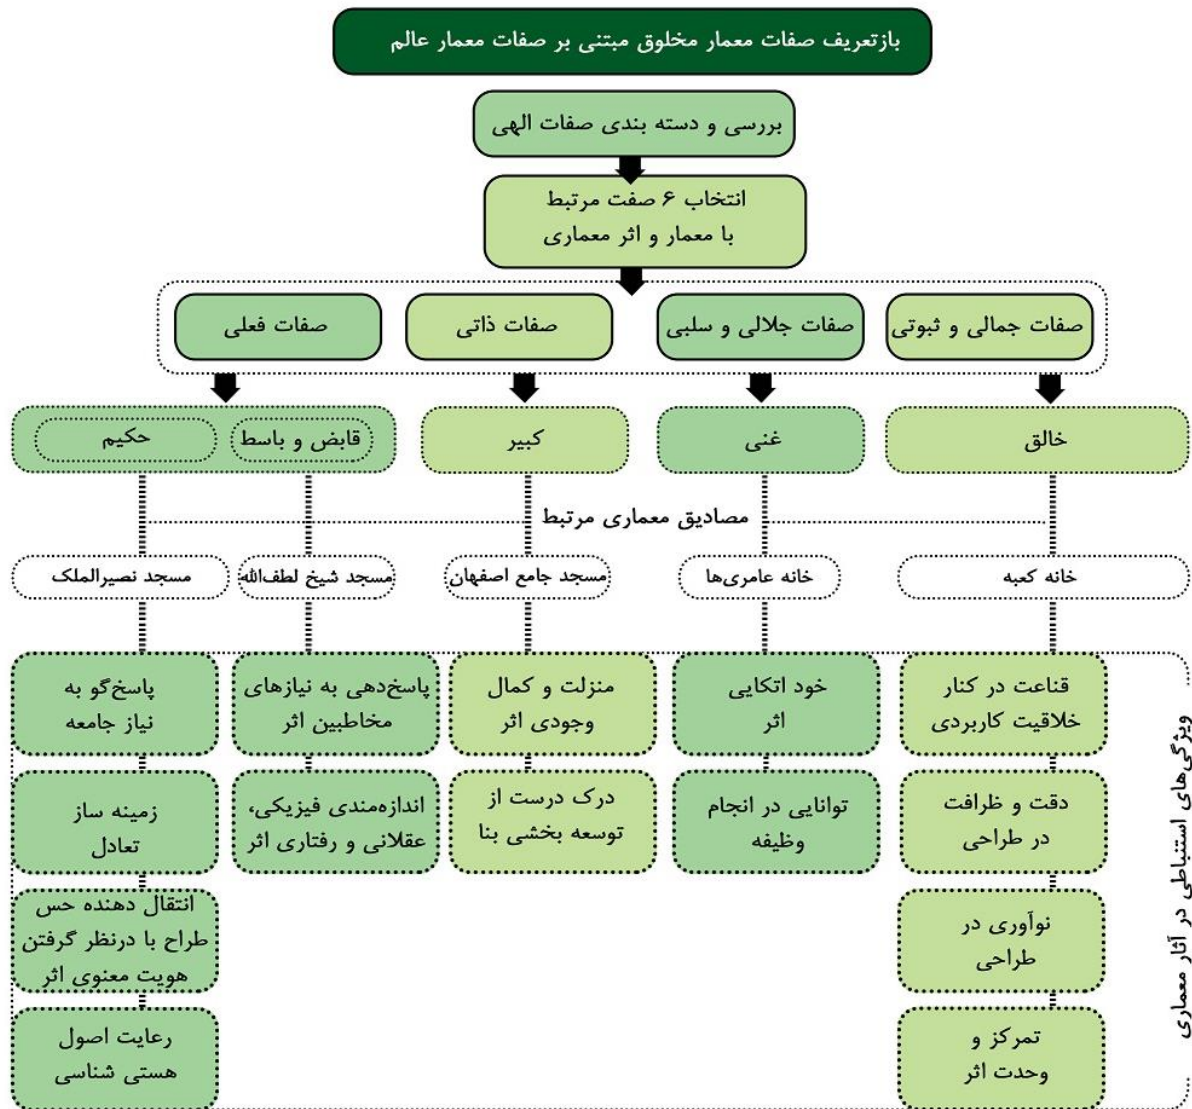 بازتعریف صفات معمار مخلوق مبتنی بر صفات معمار عالم
بررسی و دسته بندی صفات الهی
انتخاب ۶ صفت مرتبط
با معمار و اثر معماری
صفات جمالی و ثبوتی
صفات جلالی و سلبی
صفات ذاتی
صفات فعلی
خالق
غنی
کبیر
قابض و باسط
حکیم
مصادیق معماری مرتبط
خانه کعبه
خانه عامری‌ها
مسجد جامع اصفهان
مسجد شیخ لطف‌الله
مسجد نصیرالملک
ویژگی‌های استنباطی در آثار معماری
قناعت در کنار
خلاقیت کاربردی
دقت و ظرافت
در طراحی
نوآوری در
طراحی
تمرکز و
وحدت اثر
خود اتکایی
اثر
توانایی در انجام
وظیفه
منزلت و کمال
وجودی اثر
درک درست از
توسعه بخشی بنا
پاسخ‌دهی به نیازهای
مخاطبین اثر
اندازه‌مندی فیزیکی،
عقلانی و رفتاری اثر
پاسخ‌گو به
نیاز جامعه
زمینه ساز
تعادل
انتقال دهنده حس
طراح با درنظر گرفتن
هویت معنوی اثر
رعایت اصول
هستی شناسی